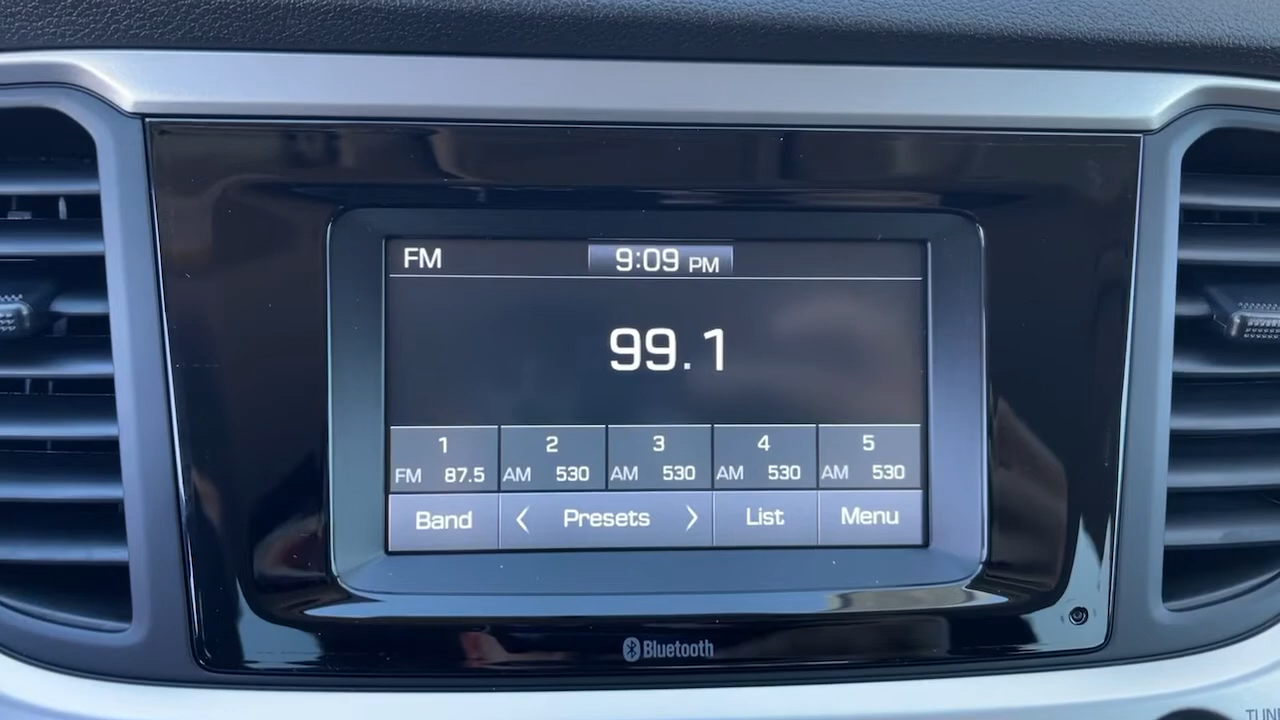 FM 9:09 PM
99.1
1 2 3 4 5
FM 87.5 AM 530 AM 530 AM 530 AM 530
Band < Presets > List Menu
Bluetooth
TUNE